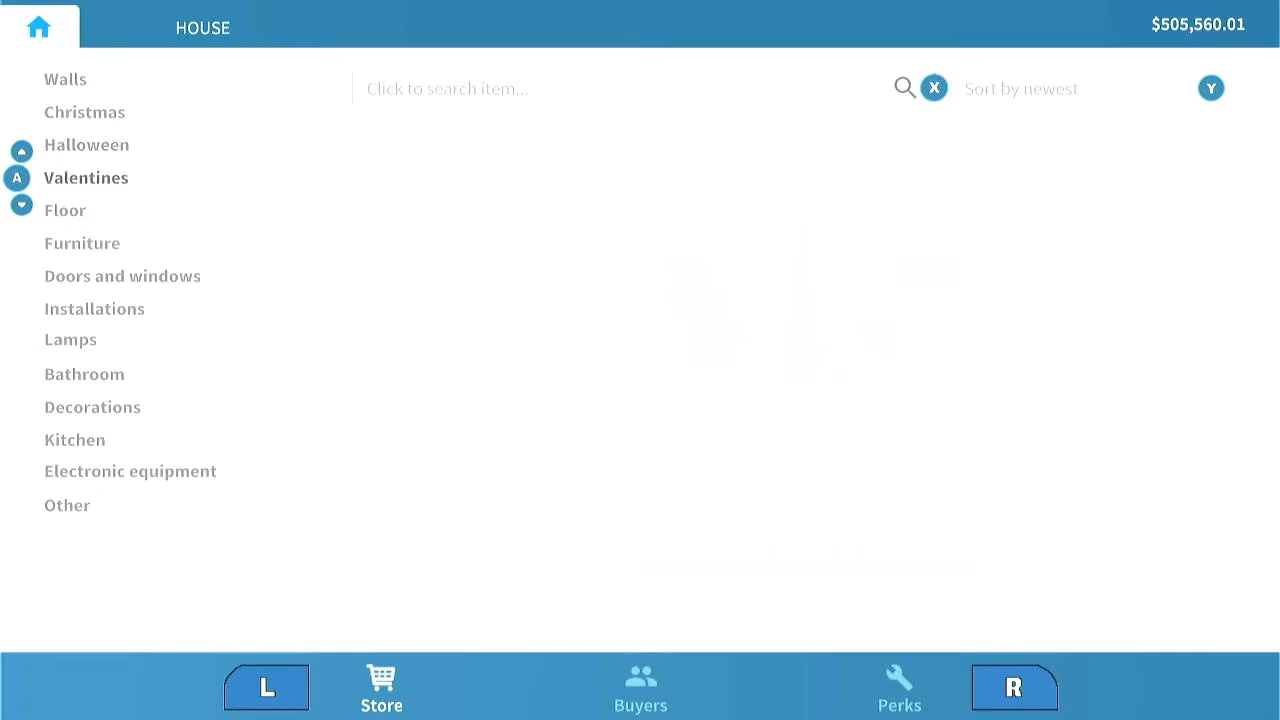 HOUSE
$505,560.01
Walls
Click to search item...
X
Sort by newest
Y
Christmas
Halloween
A
Valentines
Floor
Furniture
Doors and windows
Installations
Lamps
Bathroom
Decorations
Kitchen
Electronic equipment
Other
L
Store
Buyers
Perks
R